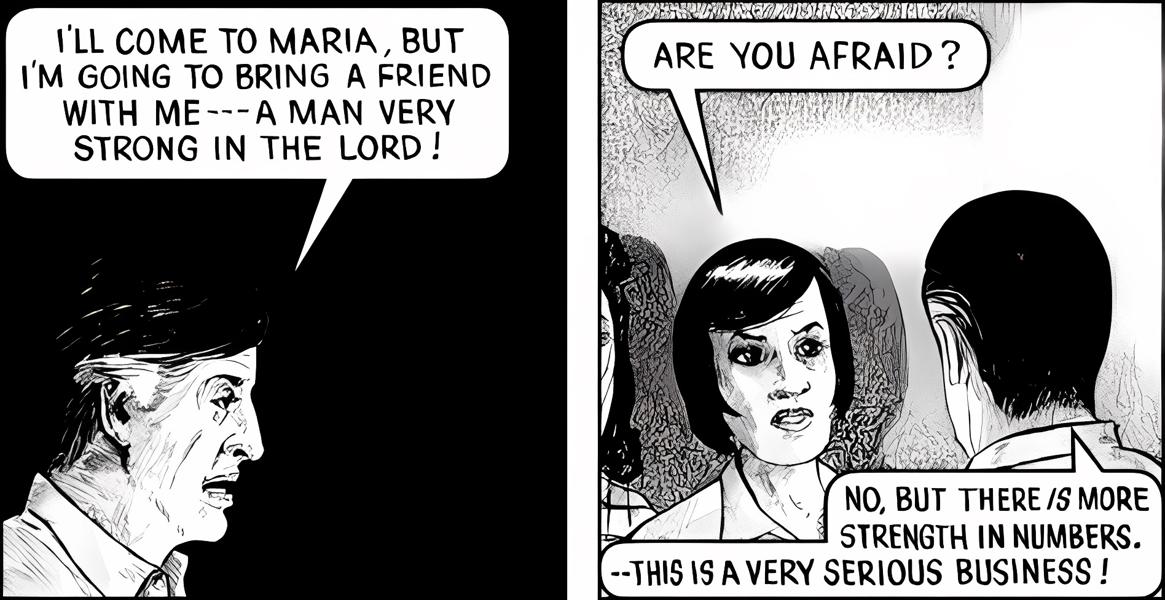 I'LL COME TO MARIA, BUT
I'M GOING TO BRING A FRIEND
WITH ME---A MAN VERY
STRONG IN THE LORD!
ARE YOU AFRAID?
NO, BUT THERE IS MORE
STRENGTH IN NUMBERS.
--THIS IS A VERY SERIOUS BUSINESS!